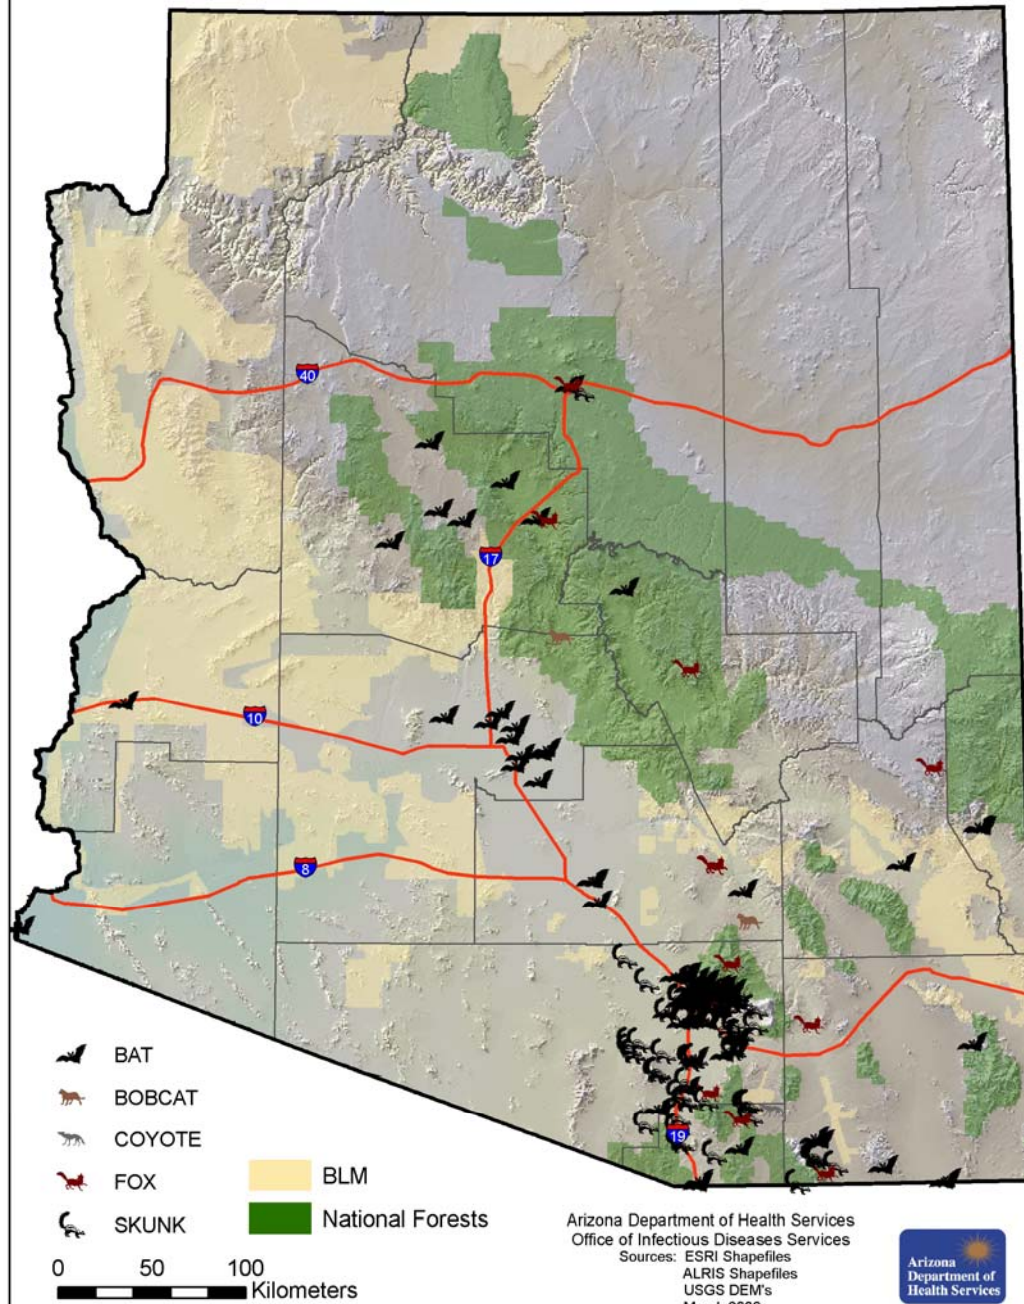 40
17
10
8
19
BAT
BOBCAT
COYOTE
FOX
SKUNK
BLM
National Forests
0 50 100
Kilometers
Arizona Department of Health Services
Office of Infectious Diseases Services
Sources: ESRI Shapefiles
ALRIS Shapefiles
USGS DEM's
Arizona
Department of
Health Services